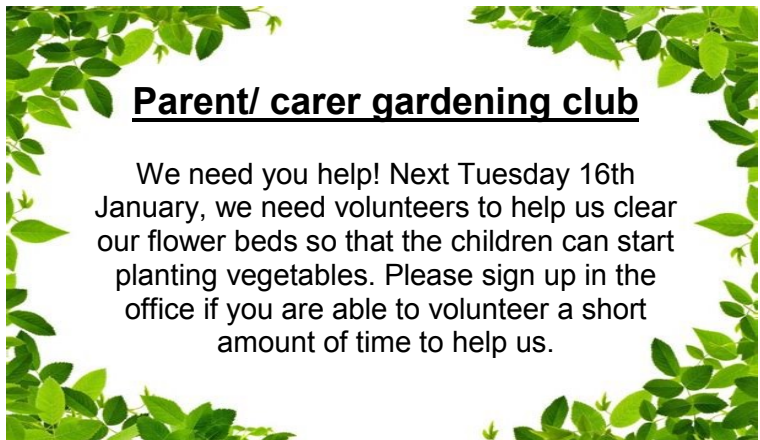 Parent/ carer gardening club
We need you help! Next Tuesday 16th
January, we need volunteers to help us clear
our flower beds so that the children can start
planting vegetables. Please sign up in the
office if you are able to volunteer a short
amount of time to help us.